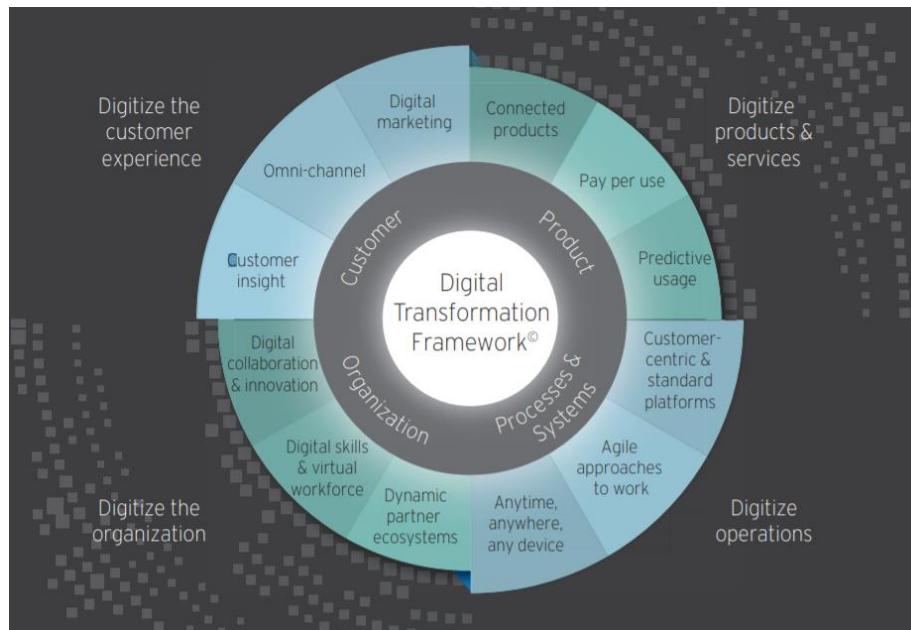 Digitize the
customer
experience
Digital
marketing
Omni-channel
Customer
insight
Connected
products
Pay per use
Predictive
usage
Digitize
products &
services
Customer
Product
Digital
Transformation
Framework©
Organization
Processes &
Systems
Digital
collaboration
& innovation
Digital skills
& virtual
workforce
Dynamic
partner
ecosystems
Customer-
centric &
standard
platforms
Agile
approaches
to work
Anytime,
anywhere,
any device
Digitize the
organization
Digitize
operations